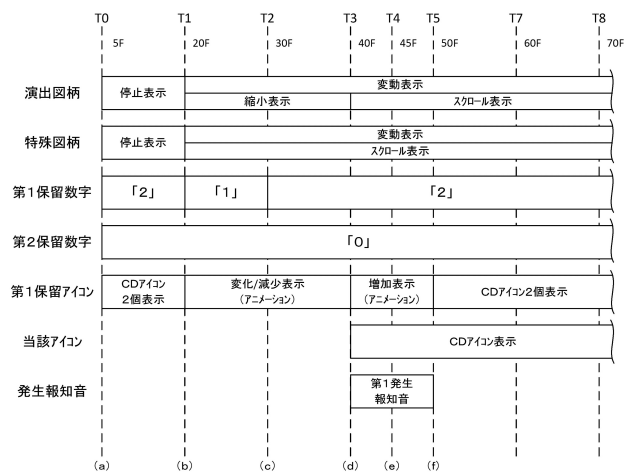 T0 T1 T2 T3 T4 T5 T7 T8
5F 20F 30F 40F 45F 50F 60F 70F
演出図柄 停止表示 変動表示
縮小表示 スクロール表示
特殊図柄 停止表示 変動表示
スクロール表示
第1保留数字 「2」 「1」 「2」
第2保留数字 「0」
第1保留アイコン CDアイコン 変化/減少表示 増加表示 CDアイコン2個表示
2個表示 (アニメーション) (アニメーション)
当該アイコン CDアイコン表示
発生報知音 第1発生
報知音
(a) (b) (c) (d) (e) (f)